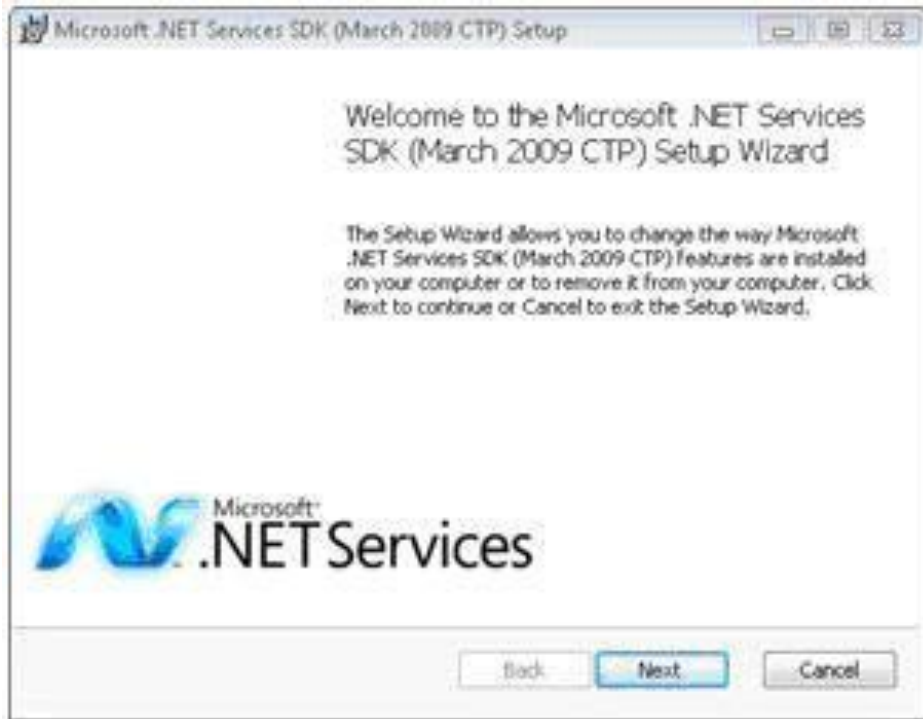 Microsoft .NET Services SDK (March 2009 CTP) Setup
Welcome to the Microsoft .NET Services
SDK (March 2009 CTP) Setup Wizard
The Setup Wizard allows you to change the way Microsoft
.NET Services SDK (March 2009 CTP) features are installed
on your computer or to remove it from your computer. Click
Next to continue or Cancel to exit the Setup Wizard.
Microsoft
.NET Services
Back
Next
Cancel